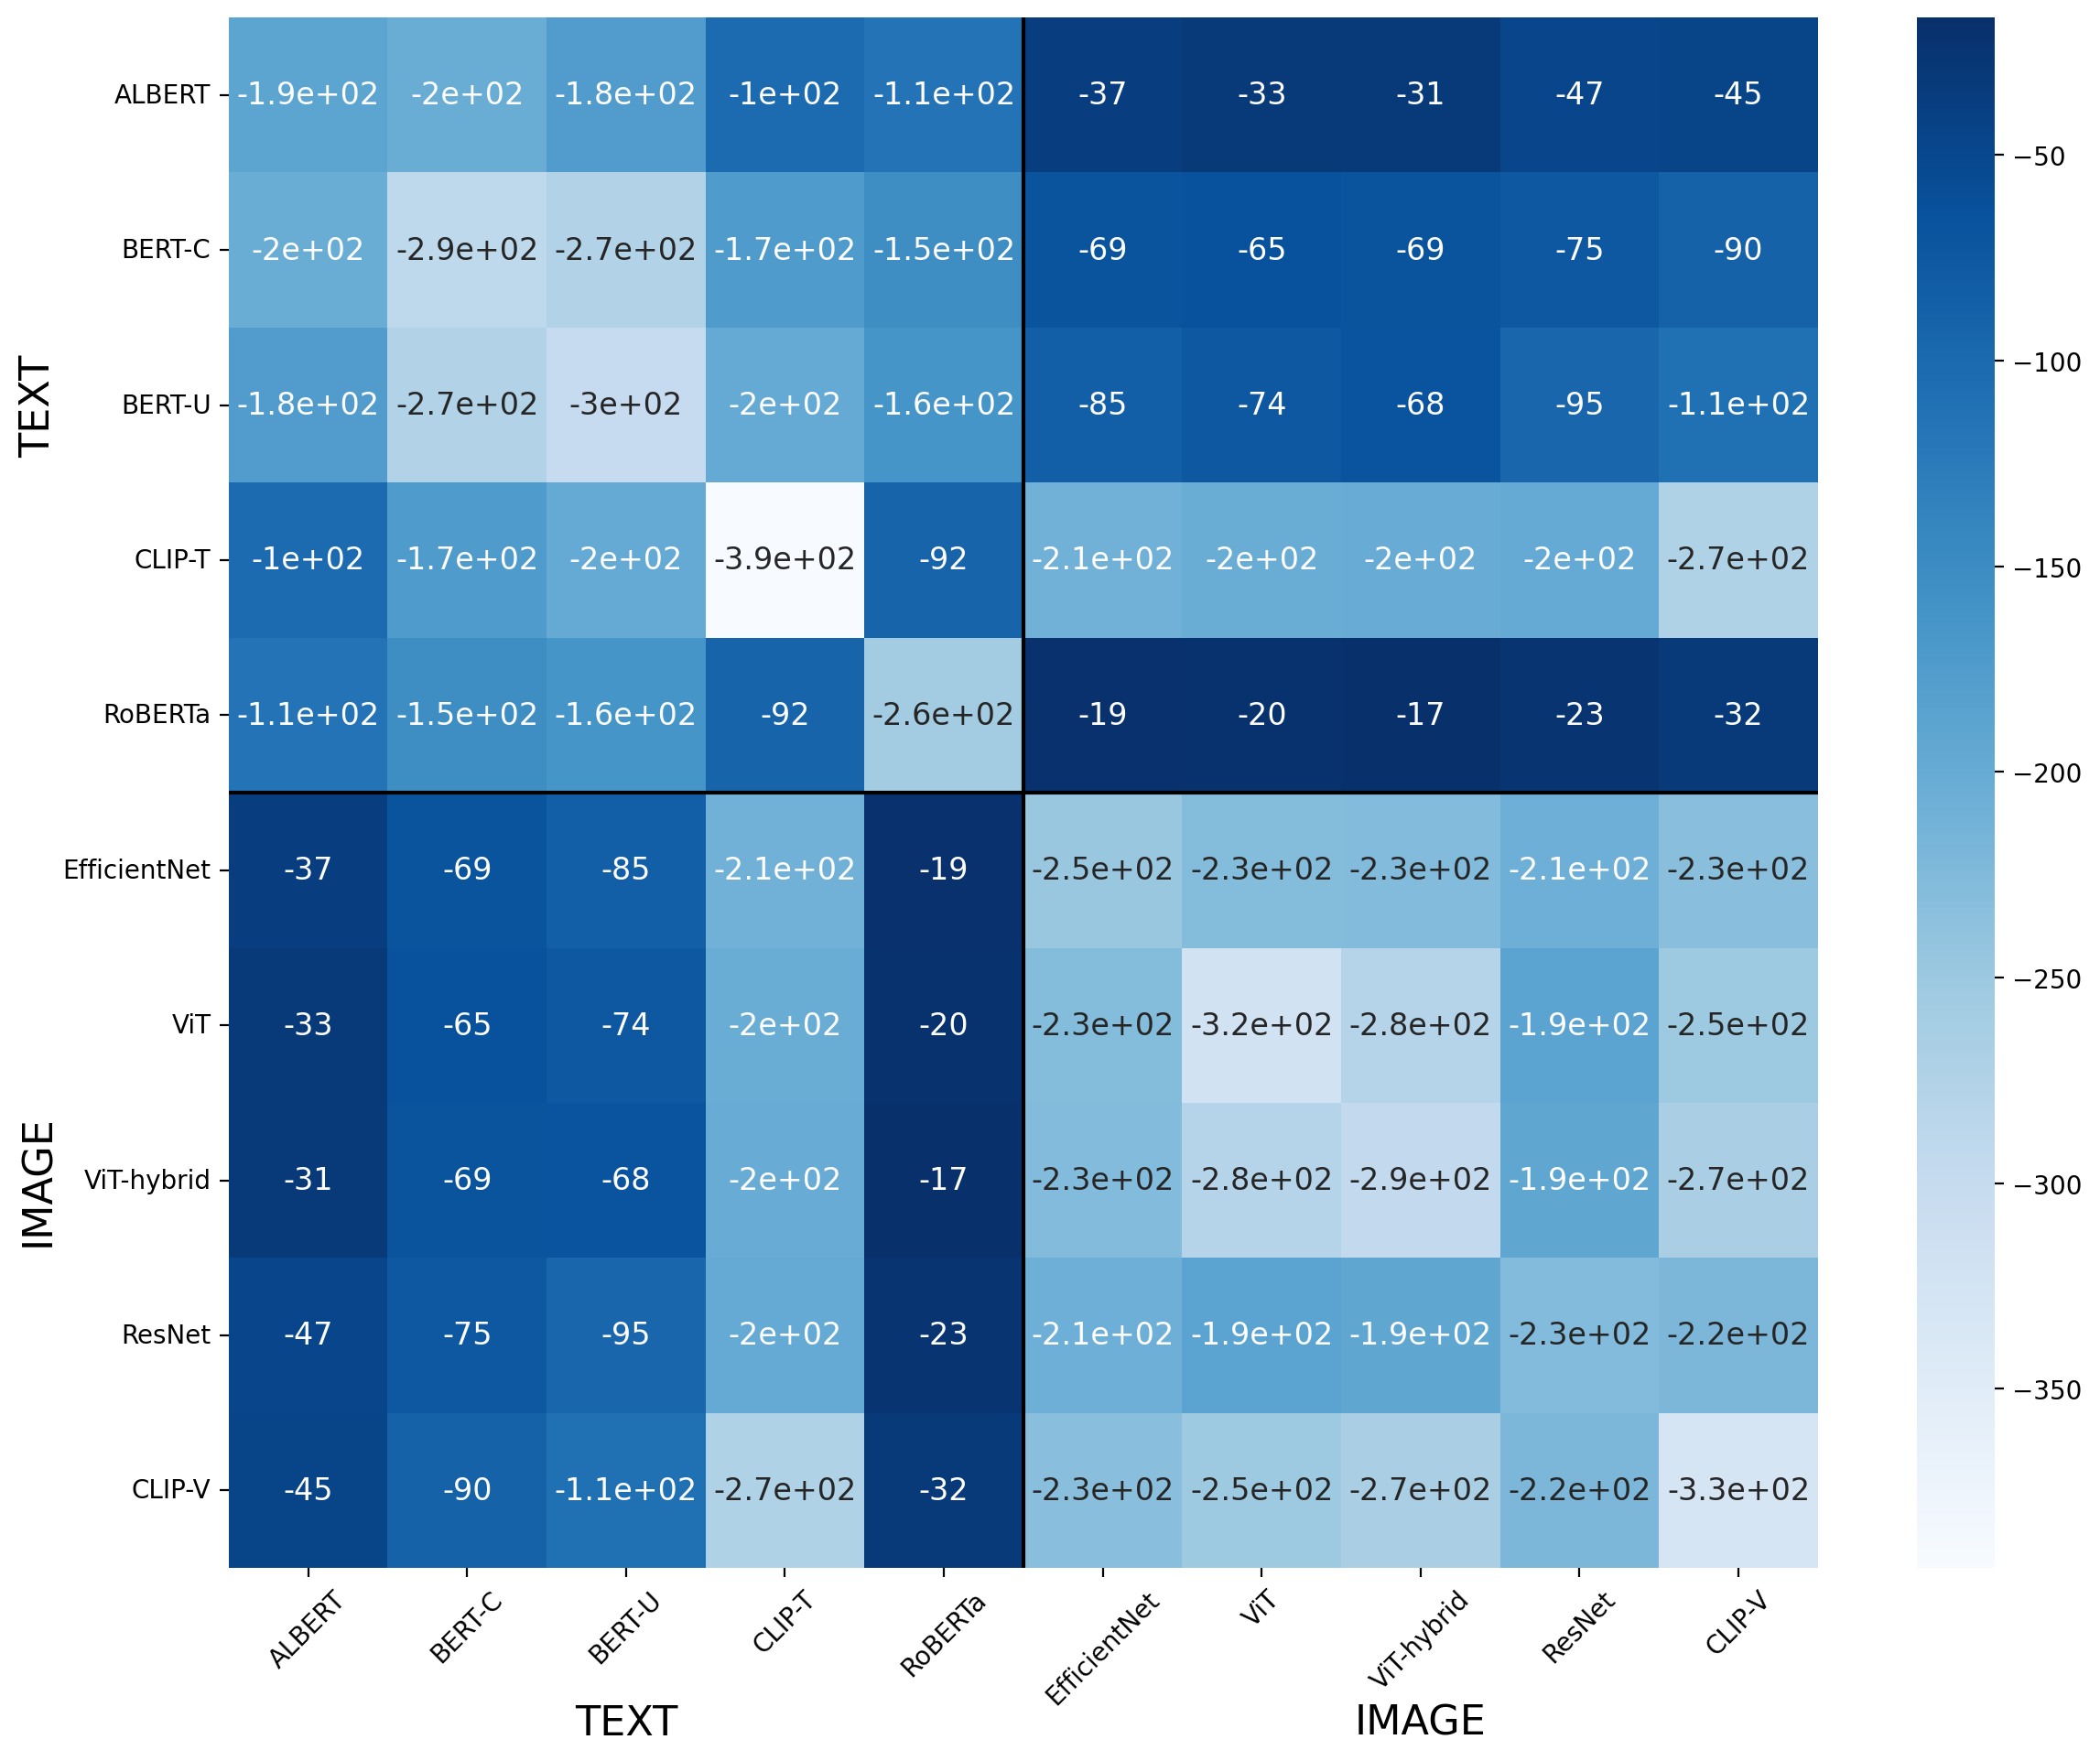 ALBERT -1.9e+02 -2e+02 -1.8e+02 -1e+02 -1.1e+02 -37 -33 -31 -47 -45
BERT-C -2e+02 -2.9e+02 -2.7e+02 -1.7e+02 -1.5e+02 -69 -65 -69 -75 -90
BERT-U -1.8e+02 -2.7e+02 -3e+02 -2e+02 -1.6e+02 -85 -74 -68 -95 -1.1e+02
CLIP-T -1e+02 -1.7e+02 -2e+02 -3.9e+02 -92 -2.1e+02 -2e+02 -2e+02 -2e+02 -2.7e+02
RoBERTa -1.1e+02 -1.5e+02 -1.6e+02 -92 -2.6e+02 -19 -20 -17 -23 -32
EfficientNet -37 -69 -85 -2.1e+02 -19 -2.5e+02 -2.3e+02 -2.3e+02 -2.1e+02 -2.3e+02
ViT -33 -65 -74 -2e+02 -20 -2.3e+02 -3.2e+02 -2.8e+02 -1.9e+02 -2.5e+02
ViT-hybrid -31 -69 -68 -2e+02 -17 -2.3e+02 -2.8e+02 -2.9e+02 -1.9e+02 -2.7e+02
ResNet -47 -75 -95 -2e+02 -23 -2.1e+02 -1.9e+02 -1.9e+02 -2.3e+02 -2.2e+02
CLIP-V -45 -90 -1.1e+02 -2.7e+02 -32 -2.3e+02 -2.5e+02 -2.7e+02 -2.2e+02 -3.3e+02
ALBERT BERT-C BERT-U CLIP-T RoBERTa EfficientNet ViT ViT-hybrid ResNet CLIP-V
TEXT IMAGE
TEXT
IMAGE
−50
−100
−150
−200
−250
−300
−350